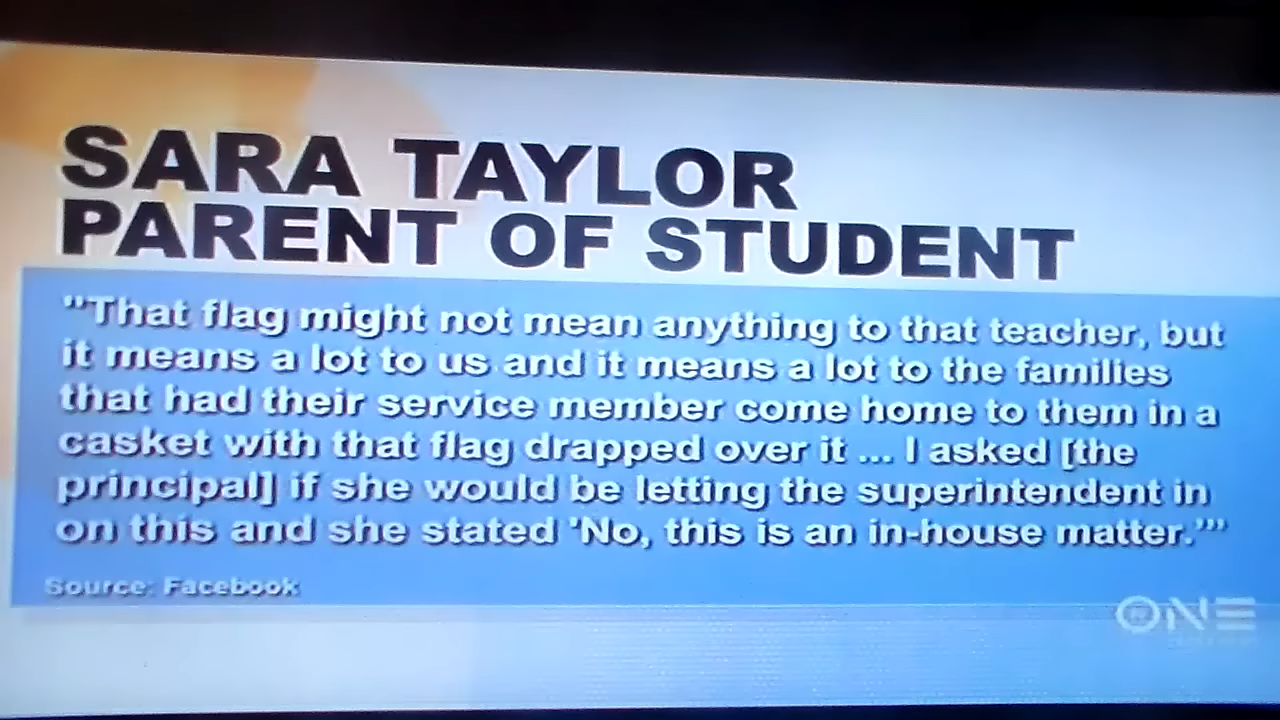 SARA TAYLOR
PARENT OF STUDENT
"That flag might not mean anything to that teacher, but
it means a lot to us and it means a lot to the families
that had their service member come home to them in a
casket with that flag drapped over it ... I asked [the
principal] if she would be letting the superintendent in
on this and she stated 'No, this is an in-house matter.'"
Source: Facebook
ONE